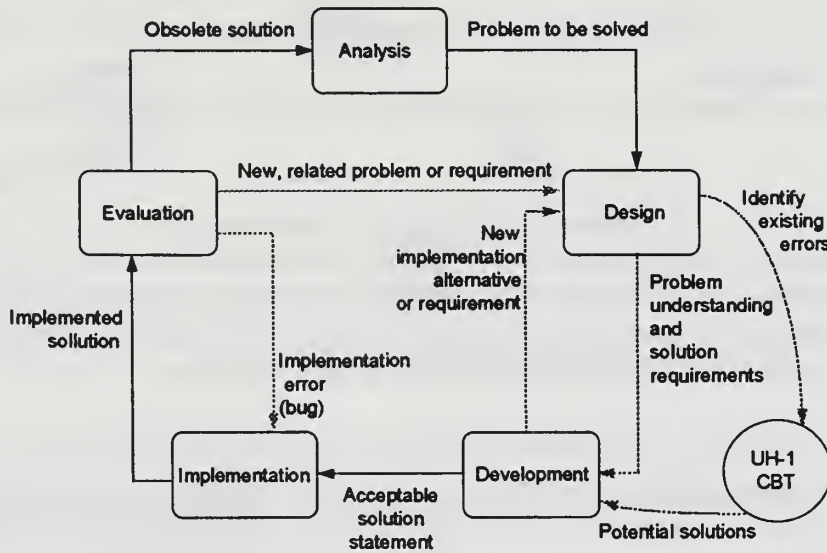 Obsolete solution
Analysis
Problem to be solved
New, related problem or requirement
Evaluation
Design
Identify
existing
errors
New
implementation
alternative
or requirement
Problem
understanding
and
solution
requirements
Implemented
sollution
Implementation
error
(bug)
Implementation
Development
UH-1
CBT
Acceptable
solution
statement
Potential solutions